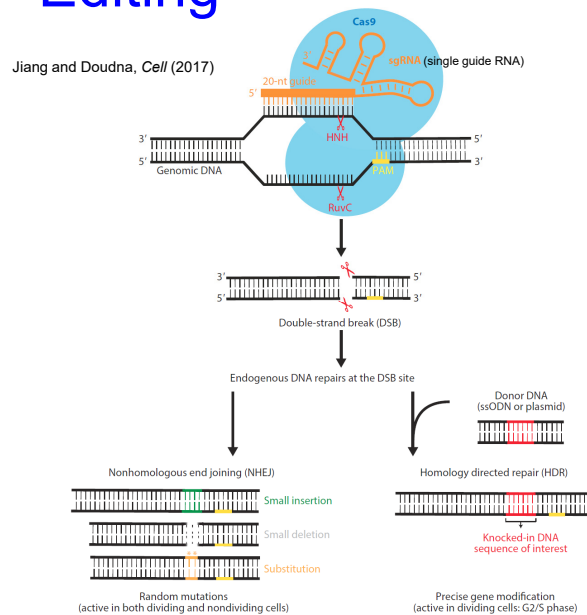 Editing
Jiang and Doudna, Cell (2017)
Cas9
3'
sgRNA (single guide RNA)
20-nt guide
5'
HNH
3'
5'
5'
3'
Genomic DNA
PAM
RuvC
3'
5'
5'
3'
Double-strand break (DSB)
Endogenous DNA repairs at the DSB site
Donor DNA
(ssODN or plasmid)
Nonhomologous end joining (NHEJ)
Homology directed repair (HDR)
Small insertion
Small deletion
Substitution
Knocked-in DNA
sequence of interest
Random mutations
(active in both dividing and nondividing cells)
Precise gene modification
(active in dividing cells: G2/S phase)